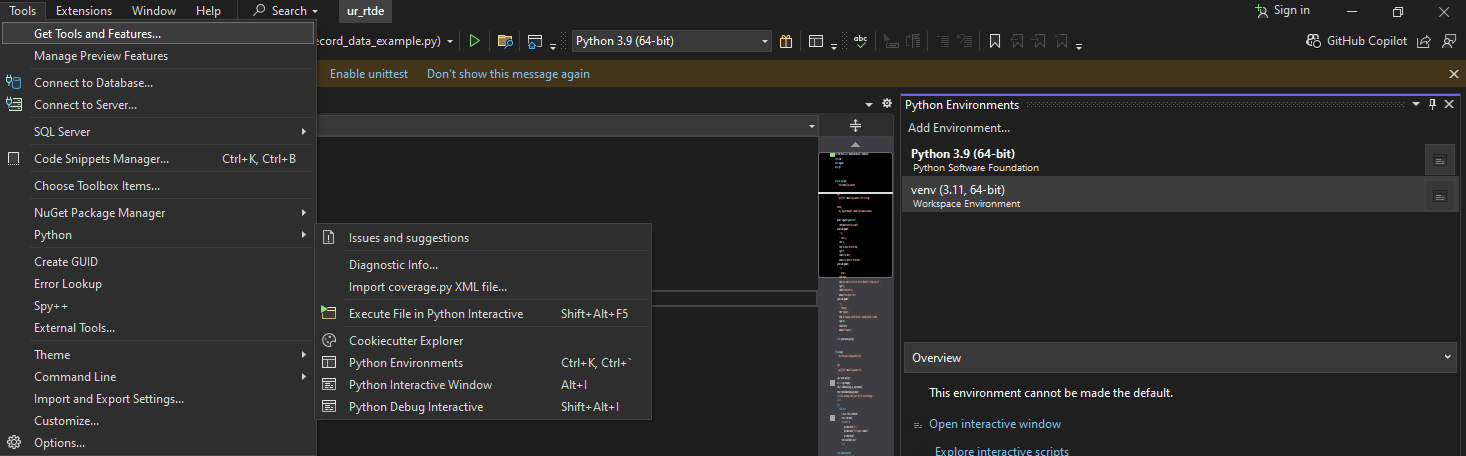 Tools Extensions Window Help Search ur_rtde Sign in
Get Tools and Features...
ecord_data_example.py) Python 3.9 (64-bit) GitHub Copilot
Manage Preview Features
Enable unittest Don't show this message again
Connect to Database...
Connect to Server...
SQL Server
Code Snippets Manager... Ctrl+K, Ctrl+B
Choose Toolbox Items...
NuGet Package Manager
Python
Create GUID
Error Lookup
Spy++
External Tools...
Theme
Command Line
Import and Export Settings...
Customize...
Options...
Issues and suggestions
Diagnostic Info...
Import coverage.py XML file...
Execute File in Python Interactive Shift+Alt+F5
Cookiecutter Explorer
Python Environments Ctrl+K, Ctrl+`
Python Interactive Window Alt+I
Python Debug Interactive Shift+Alt+I
Python Environments
Add Environment...
Python 3.9 (64-bit)
Python Software Foundation
venv (3.11, 64-bit)
Workspace Environment
Overview
This environment cannot be made the default.
Open interactive window
Explore interactive scripts